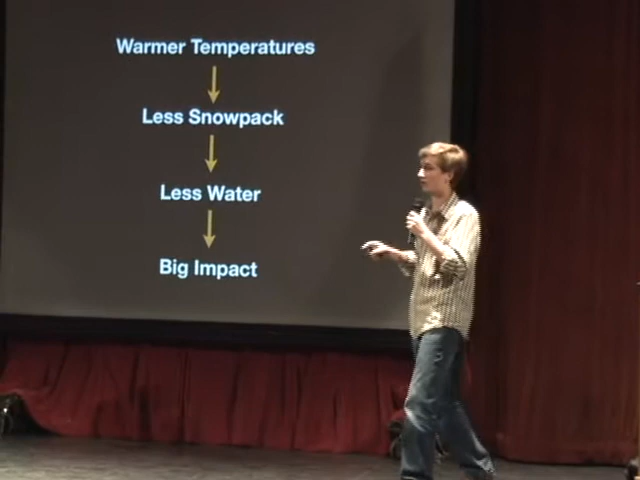 Warmer Temperatures
Less Snowpack
Less Water
Big Impact